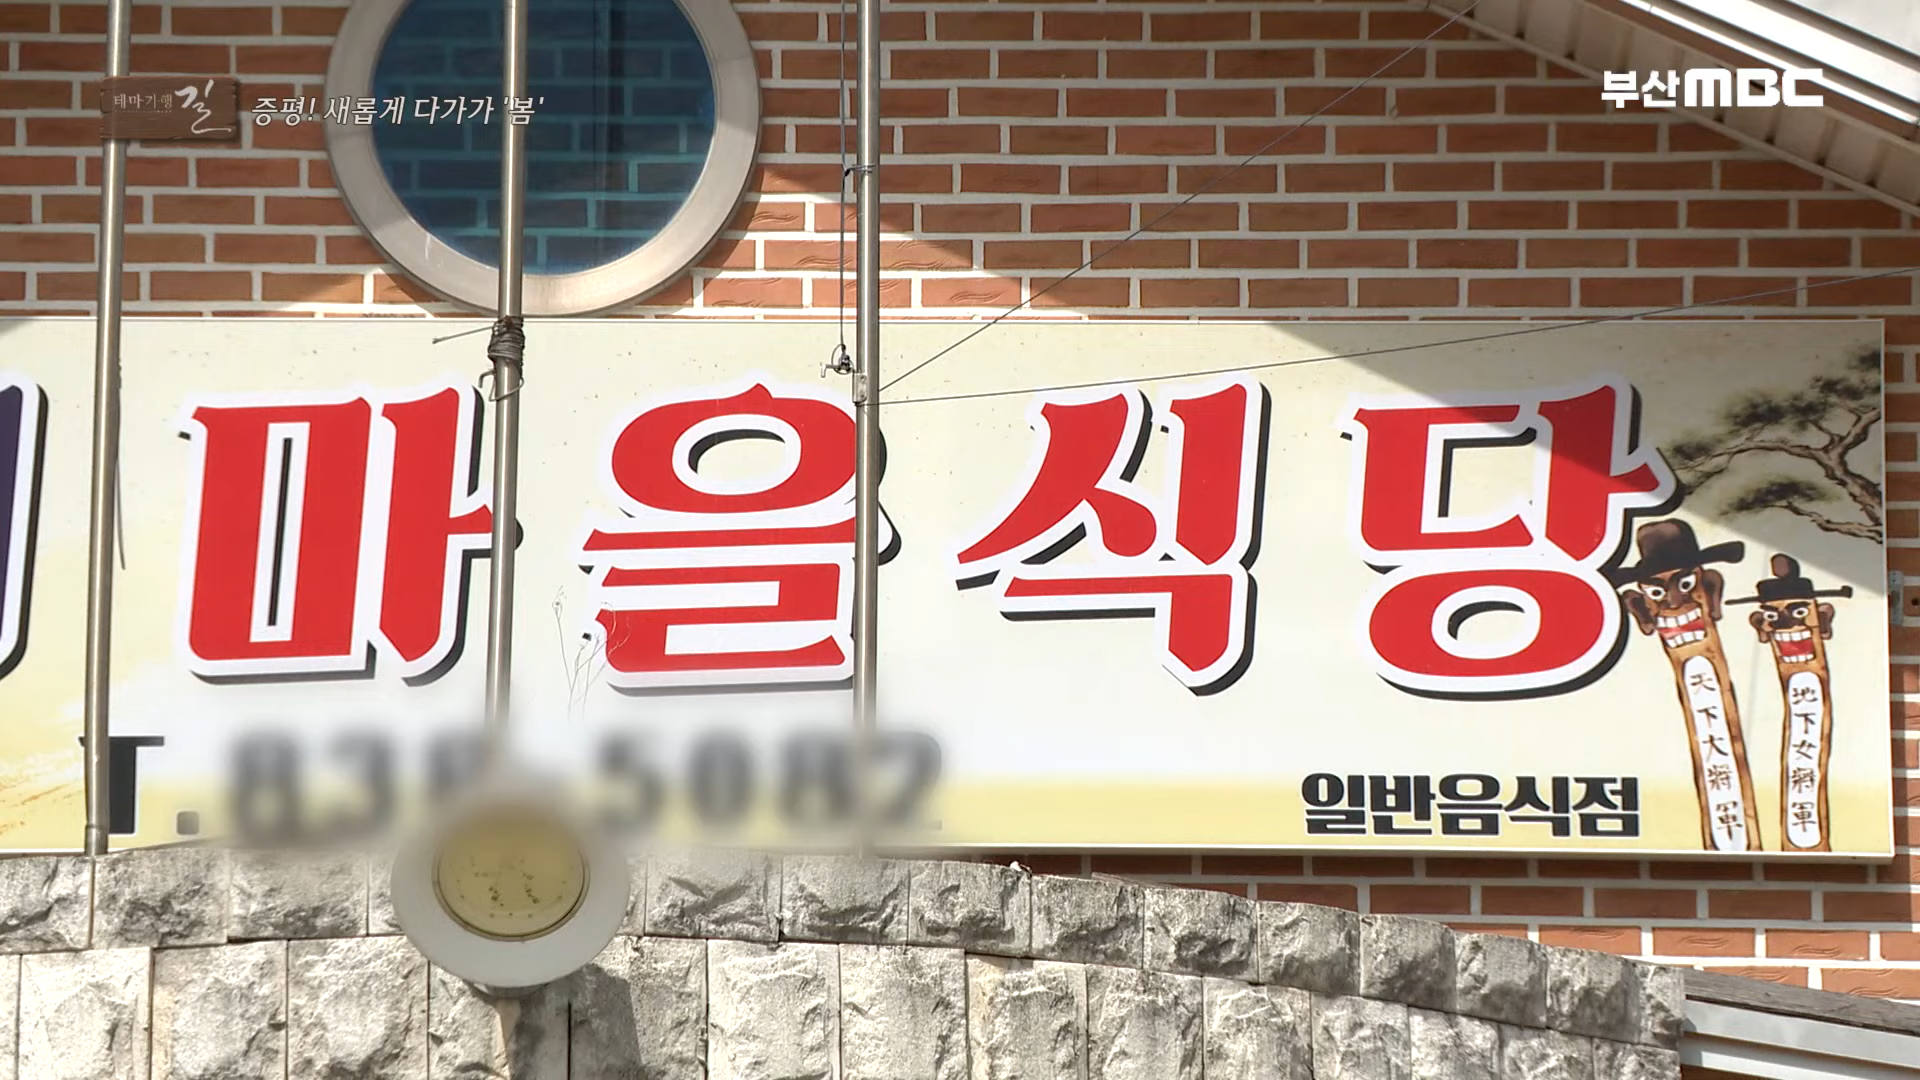 테마기행 길 증평! 새롭게 다가가 '봄'
부산MBC
마을식당
T.
일반음식점
天下大將軍
地下女將軍